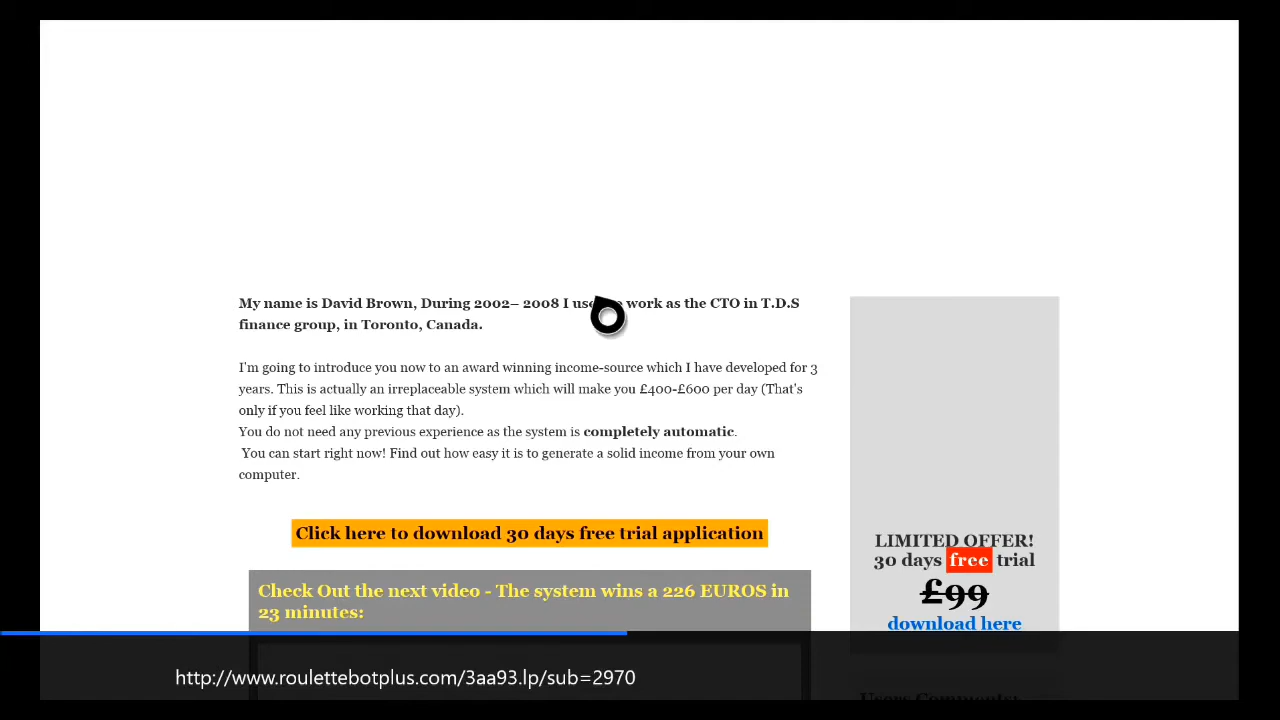 My name is David Brown, During 2002– 2008 I work as the CTO in T.D.S
finance group, in Toronto, Canada.
I'm going to introduce you now to an award winning income-source which I have developed for 3
years. This is actually an irreplaceable system which will make you £400-£600 per day (That's
only if you feel like working that day).
You do not need any previous experience as the system is completely automatic.
You can start right now! Find out how easy it is to generate a solid income from your own
computer.
Click here to download 30 days free trial application
Check Out the next video - The system wins a 226 EUROS in
23 minutes:
LIMITED OFFER!
30 days free trial
£99
download here
Users Comments:
http://www.roulettebotplus.com/3aa93.lp/sub=2970